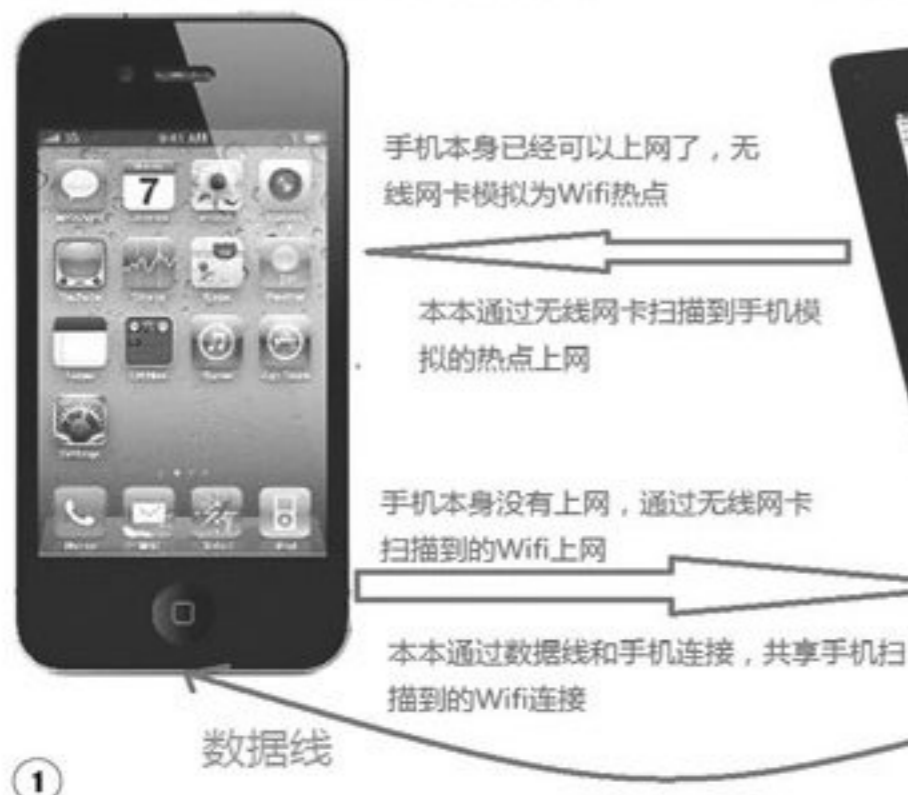 9:41 AM
7
手机本身已经可以上网了，无
线网卡模拟为Wifi热点
本本通过无线网卡扫描到手机模
拟的热点上网
手机本身没有上网，通过无线网卡
扫描到的Wifi上网
本本通过数据线和手机连接，共享手机扫
描到的Wifi连接
数据线
1